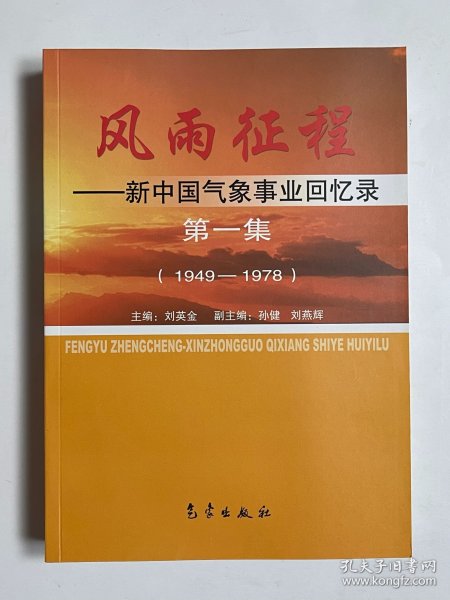 风雨征程
——新中国气象事业回忆录
第一集
（1949—1978）
主编：刘英金 副主编：孙健 刘燕辉
FENGYU ZHENGCHENG-XINZHONGGUO QIXIANG SHIYE HUIYILU
气象出版社
孔夫子旧书网
www.kongfz.com